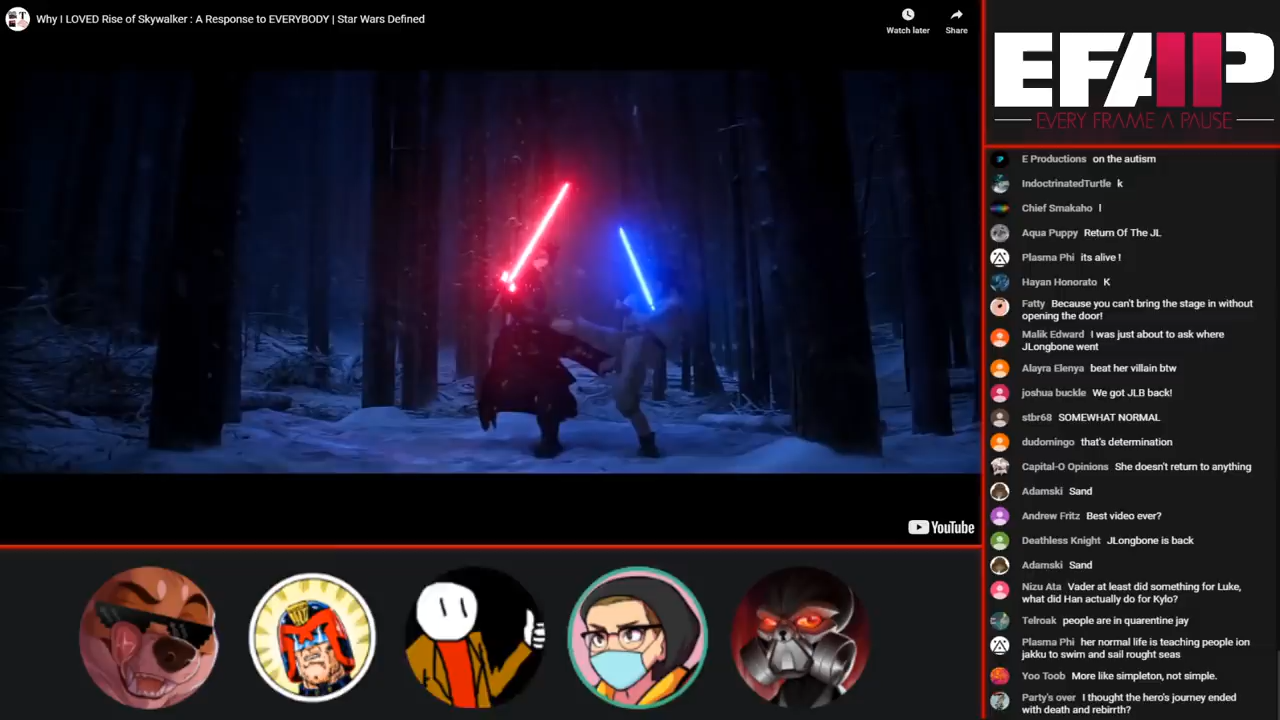 Why I LOVED Rise of Skywalker : A Response to EVERYBODY | Star Wars Defined
Watch later
Share
YouTube
EFAP
EVERY FRAME A PAUSE
E Productions on the autism
IndoctrinatedTurtle k
Chief Smakaho !
Aqua Puppy Return Of The JL
Plasma Phi its alive !
Hayan Honorato K
Fatty Because you can't bring the stage in without
opening the door!
Malik Edward I was just about to ask where
JLongbone went
Alayra Elenya beat her villain btw
joshua buckle We got JLB back!
stbr68 SOMEWHAT NORMAL
dudomingo that's determination
Capital-O Opinions She doesn't return to anything
Adamski Sand
Andrew Fritz Best video ever?
Deathless Knight JLongbone is back
Adamski Sand
Nizu Ata Vader at least did something for Luke,
what did Han actually do for Kylo?
Telroak people are in quarentine jay
Plasma Phi her normal life is teaching people ion
jakku to swim and sail rought seas
Yoo Toob More like simpleton, not simple.
Party's over I thought the hero's journey ended
with death and rebirrth?